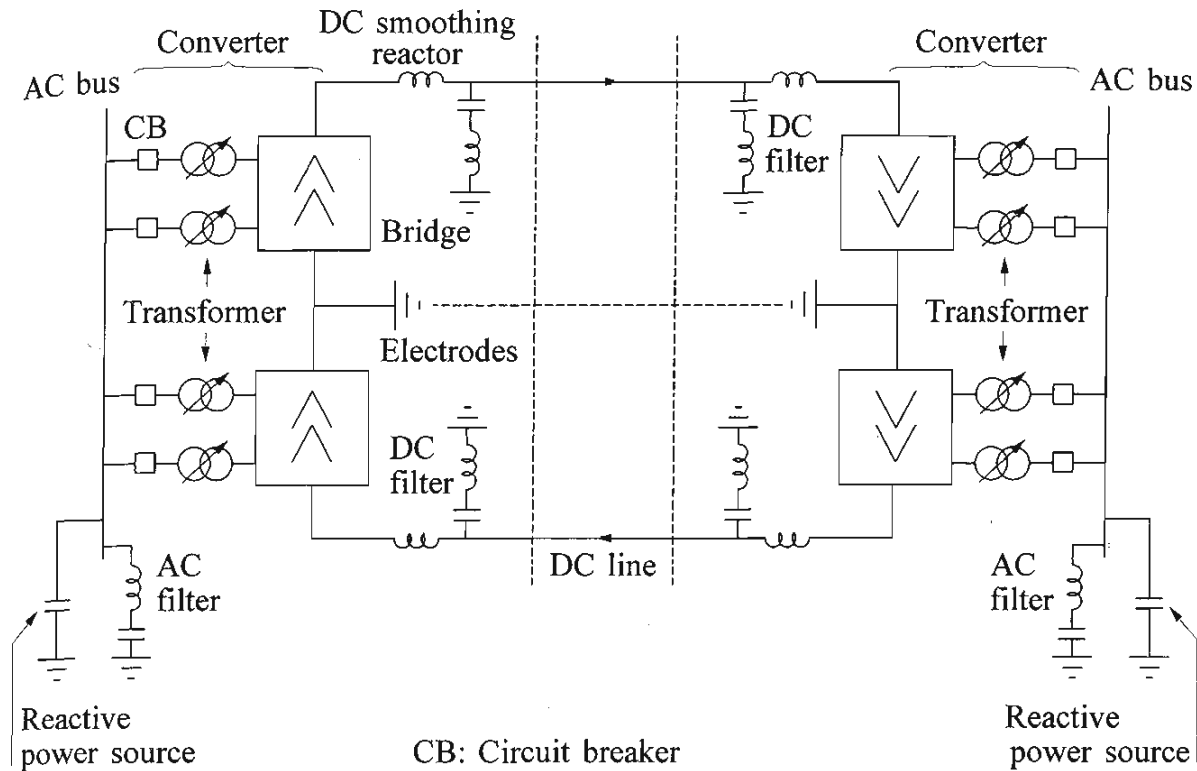 DC smoothing
reactor
Converter
Converter
AC bus
AC bus
CB
DC
filter
Bridge
Transformer
Transformer
Electrodes
DC
filter
DC line
AC
filter
AC
filter
Reactive
power source
Reactive
power source
CB: Circuit breaker